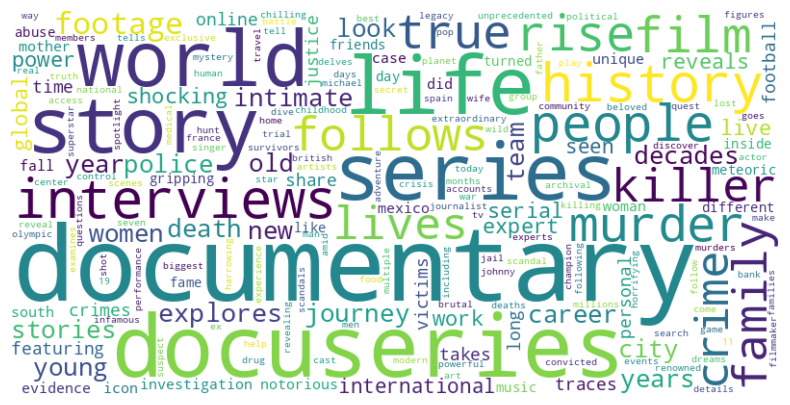 footage
world
true
rise
film
online
look
justice
abuse
mother
power
way
members
tells
battle
tell
exclusive
chilling
best
legacy
pop
unprecedented
political
figures
friends
case
turned
unique
reveals
football
father
play
real
truth
national
access
time
shocking
intimate
mystery
human
delves
days
michael
day
did
planet
secret
spain
wife
group
life
history
global
superstar
story
spotlight
medical
dive
childhood
follows
travel
home
hunt
france
singer
trial
survivors
british
artists
star
extraordinary
wild
community
beloved
quest
lost
goes
discover
actor
people
team
seen
live
inside
decades
meteoric
fall
year
police
old
center
control
scenes
gripping
share
today
months
accounts
war
adventure
crisis
archival
killing
series
killer
different
interviews
reveal
questions
women
death
new
like
lives
mexico
journalist
serial
expert
tv
woman
murder
make
murders
olympic
seven
examines
shot
19
performance
biggest
fame
harrowing
experience
scandals
man
amid
food
multiple
including
jail
johnny
scandal
experts
champion
deaths
following
horrifying
millions
documentary
crime
family
bank
families
filmmaker
south
crimes
explores
journey
victims
brutal
work
career
long
personal
city
stories
featuring
infamous
suspect
revealing
men
ex
help
drug
cast
modern
art
powerful
convicted
takes
docuseries
events
renowned
follow
come
search
game
dreams
11
details
young
evidence
icon
investigation
notorious
international
music
traces
years